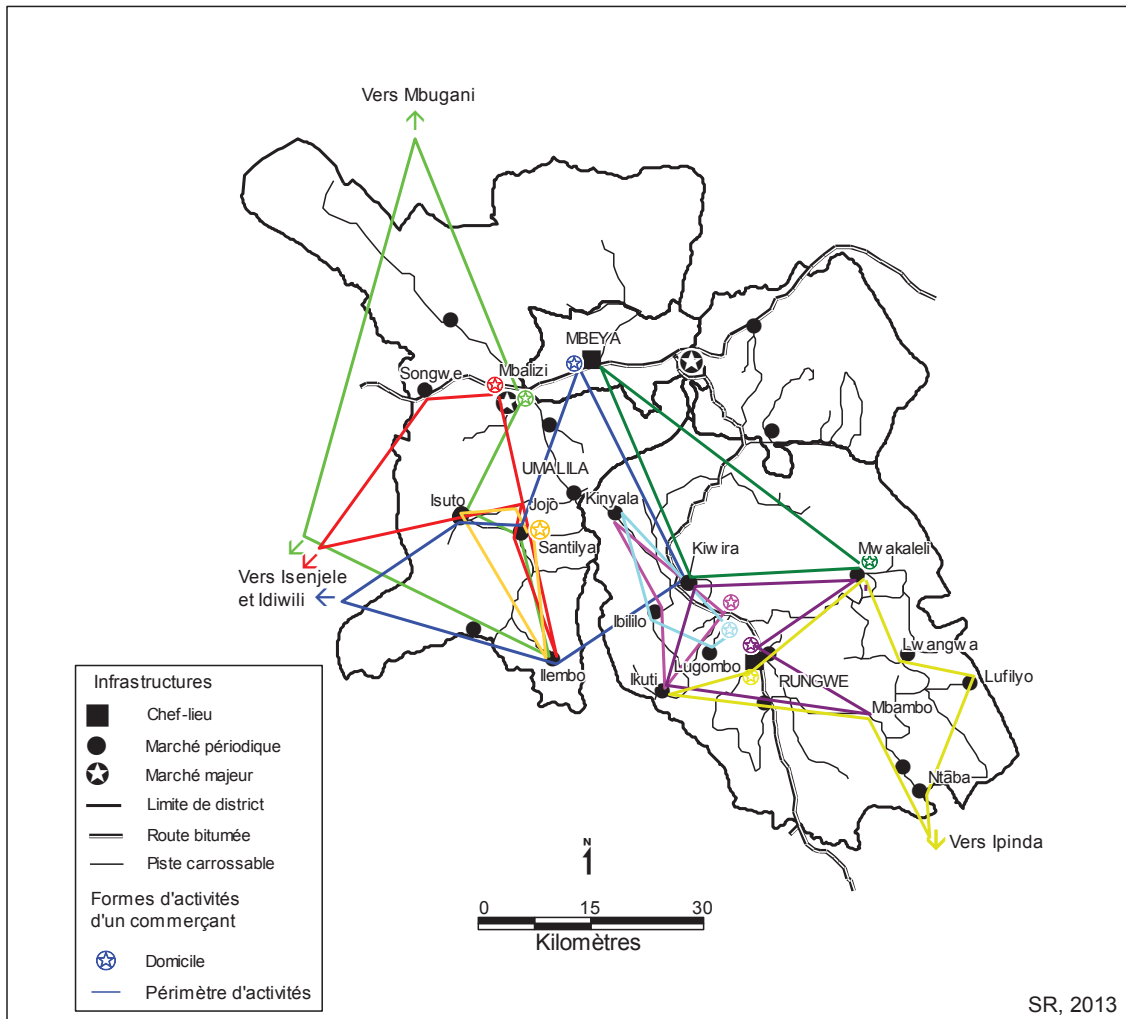 Vers Mbugani
MBEYA
Mbalizi
Songwe
UMALILA
Isuto
Jojo
Kinyala
Santilya
Kiwira
Mwakaleli
Vers Isenjele
et Idiwili
Ibililo
Lwangwa
Lugombo
Ilembo
Ikuti
RUNGWE
Lufilyo
Mbambo
Ntaba
Vers Ipinda
Infrastructures
Chef-lieu
Marché périodique
Marché majeur
Limite de district
Route bitumée
Piste carrossable
Formes d'activités
d'un commerçant
Domicile
Périmètre d'activités
N
0 15 30
Kilomètres
SR, 2013